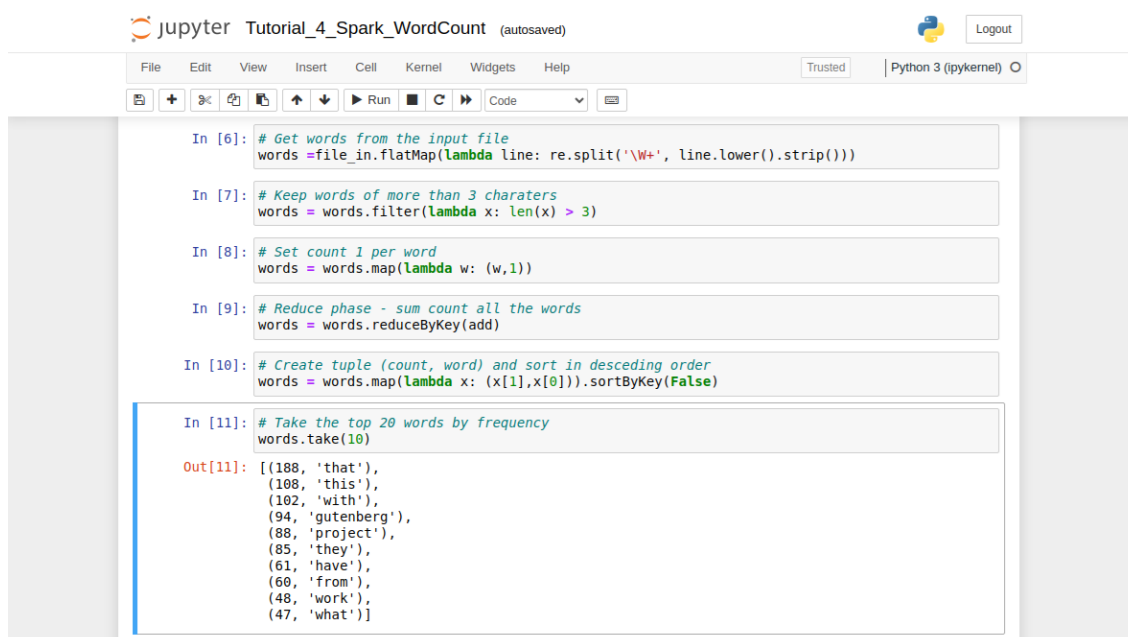 jupyter Tutorial_4_Spark_WordCount (autosaved)
Logout
File Edit View Insert Cell Kernel Widgets Help
Trusted
Python 3 (ipykernel)
Run
Code
In [6]: # Get words from the input file
words =file_in.flatMap(lambda line: re.split('\W+', line.lower().strip()))
In [7]: # Keep words of more than 3 charaters
words = words.filter(lambda x: len(x) > 3)
In [8]: # Set count 1 per word
words = words.map(lambda w: (w,1))
In [9]: # Reduce phase - sum count all the words
words = words.reduceByKey(add)
In [10]: # Create tuple (count, word) and sort in desceding order
words = words.map(lambda x: (x[1],x[0])).sortByKey(False)
In [11]: # Take the top 20 words by frequency
words.take(10)
Out[11]: [(188, 'that'),
(108, 'this'),
(102, 'with'),
(94, 'gutenberg'),
(88, 'project'),
(85, 'they'),
(61, 'have'),
(60, 'from'),
(48, 'work'),
(47, 'what')]